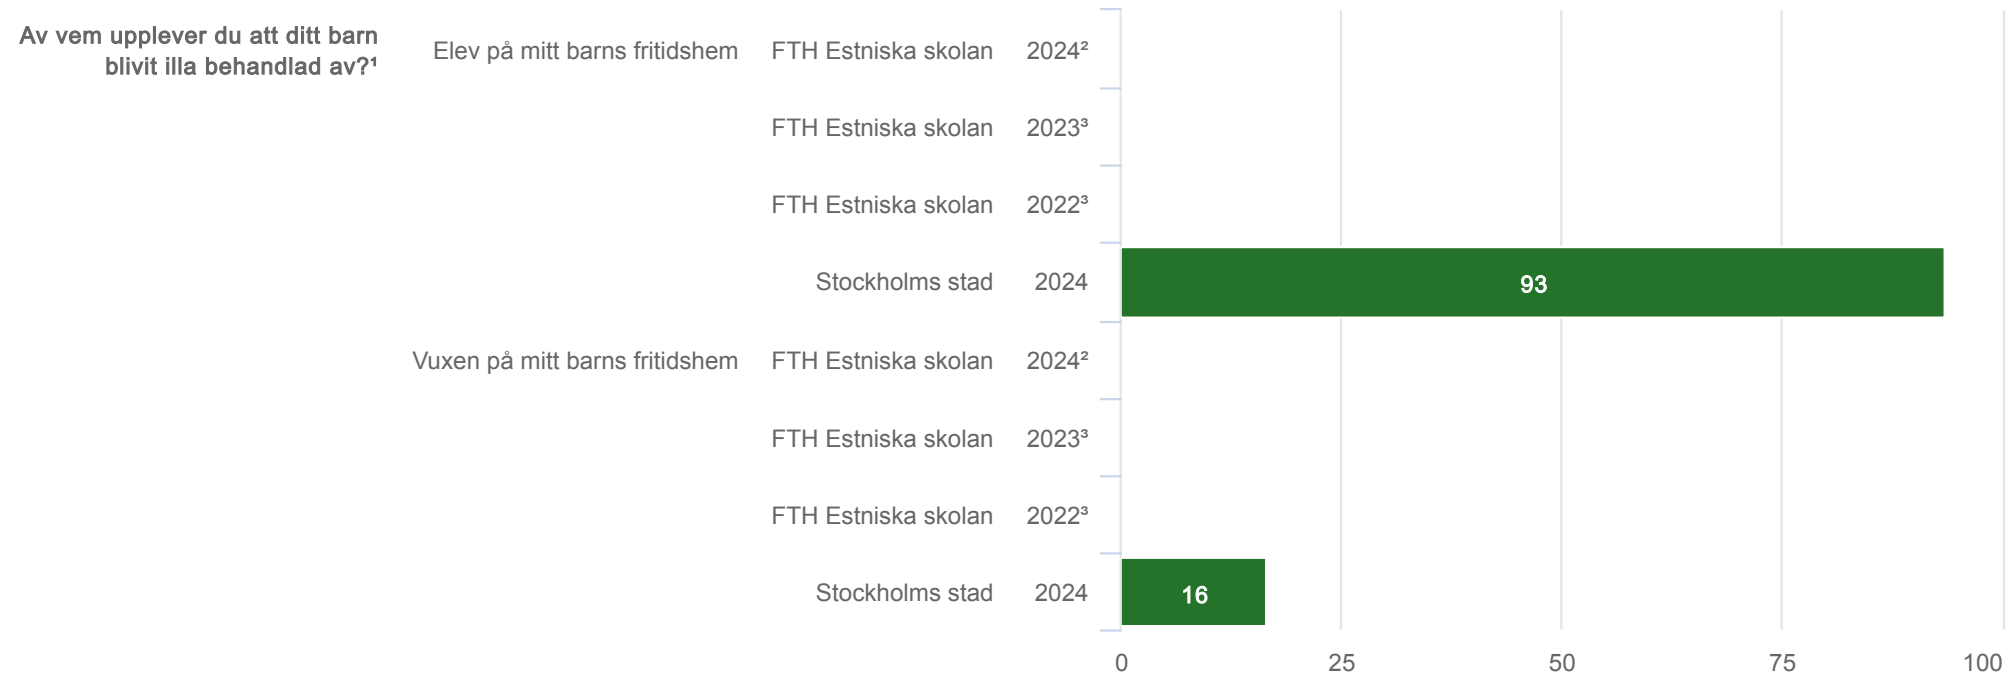 Av vem upplever du att ditt barn
blivit illa behandlad av?¹
Elev på mitt barns fritidshem FTH Estniska skolan 2024²
FTH Estniska skolan 2023³
FTH Estniska skolan 2022³
Stockholms stad 2024 93
Vuxen på mitt barns fritidshem FTH Estniska skolan 2024²
FTH Estniska skolan 2023³
FTH Estniska skolan 2022³
Stockholms stad 2024 16
0 25 50 75 100